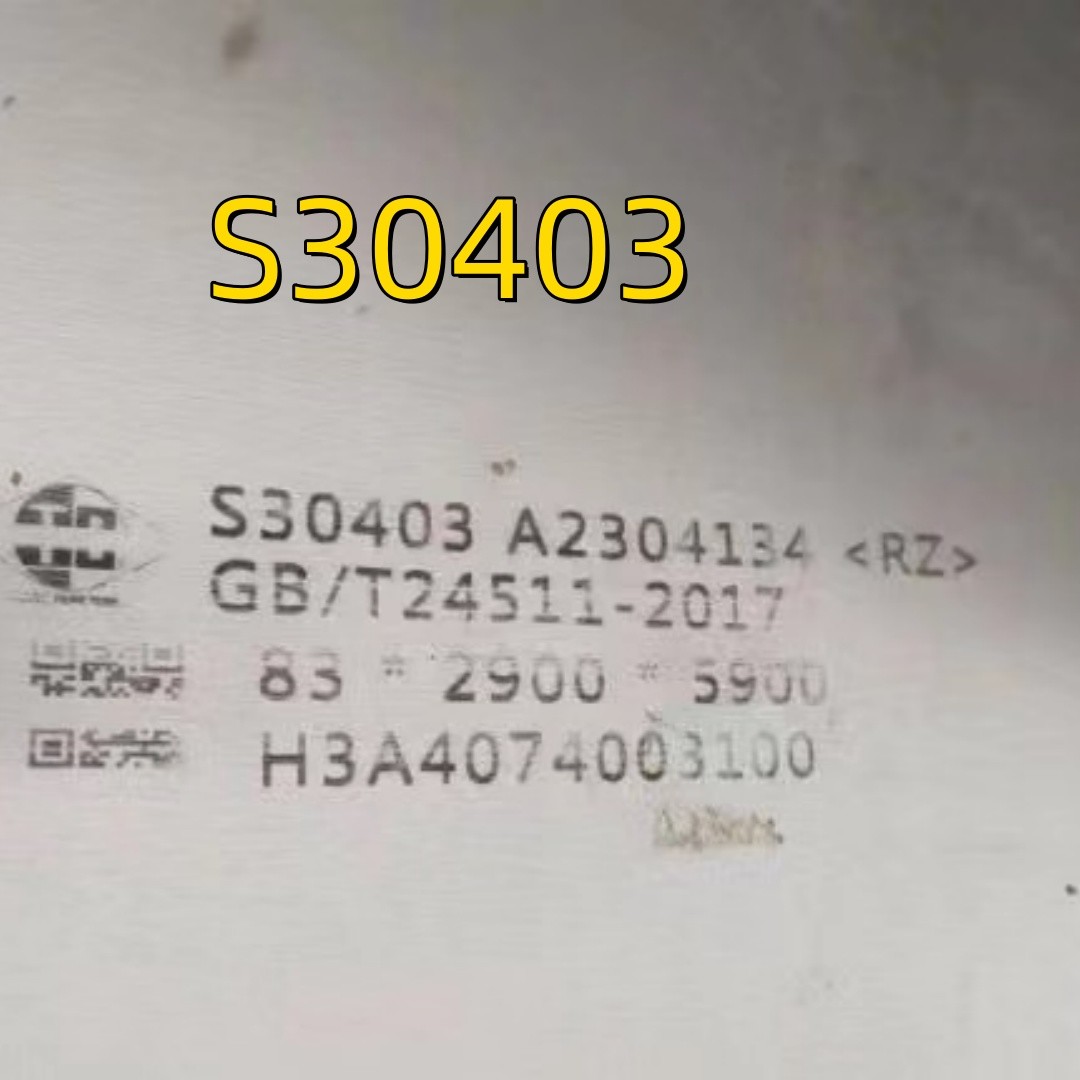 S30403
S30403 A2304134 <RZ>
GB/T24511-2017
83 * 2900 * 5900
H3A4074003100